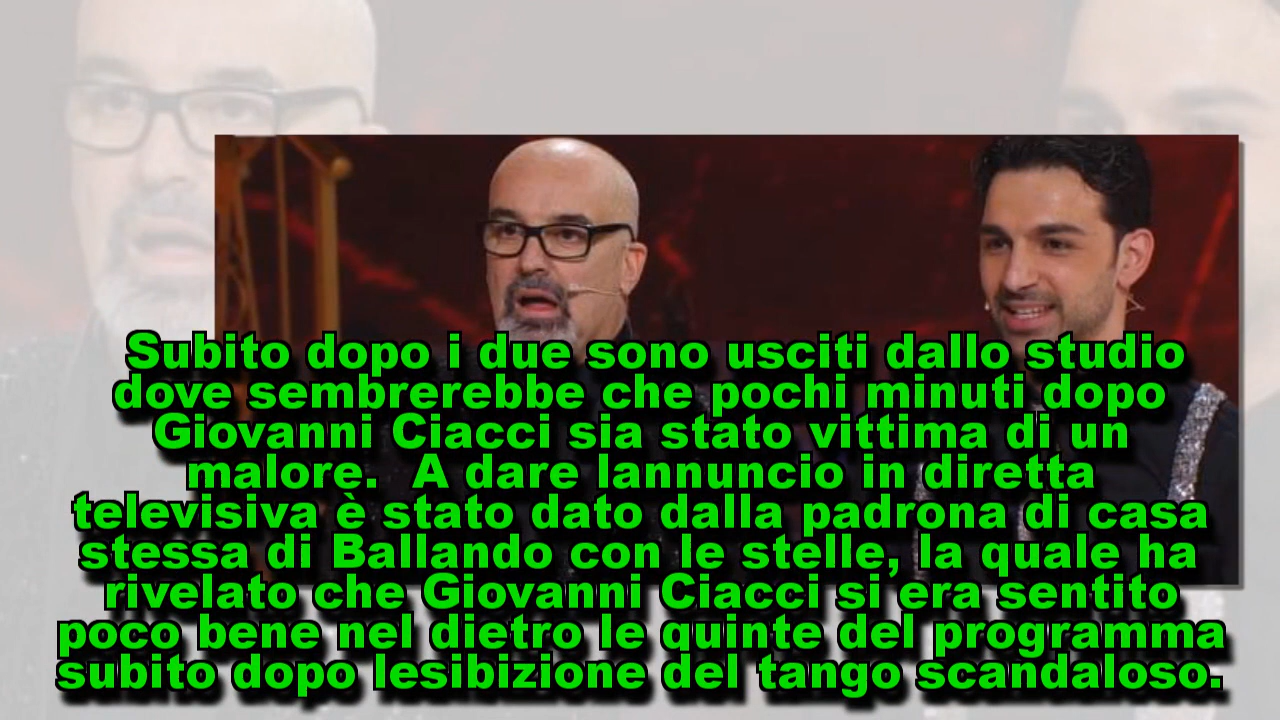 Subito dopo i due sono usciti dallo studio
dove sembrerebbe che pochi minuti dopo
Giovanni Ciacci sia stato vittima di un
malore.  A dare lannuncio in diretta
televisiva è stato dato dalla padrona di casa
stessa di Ballando con le stelle, la quale ha
rivelato che Giovanni Ciacci si era sentito
poco bene nel dietro le quinte del programma
subito dopo lesibizione del tango scandaloso.